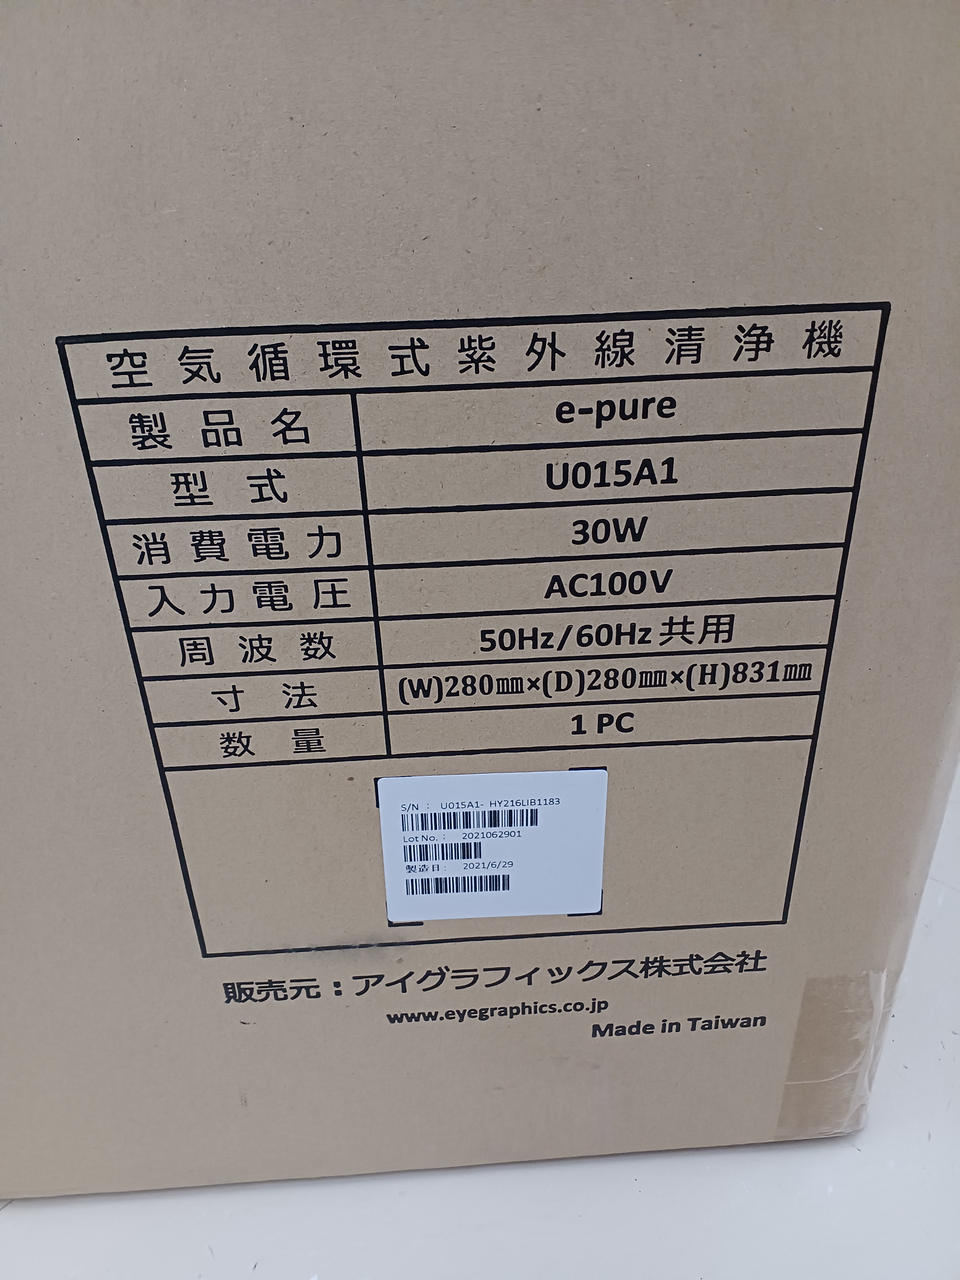 空気循環式紫外線清浄機
製品名 e-pure
型式 U015A1
消費電力 30W
入力電圧 AC100V
周波数 50Hz/60Hz共用
寸法 (W)280㎜×(D)280㎜×(H)831㎜
数量 1 PC
S/N : U015A1- HY216LIB1183
Lot No. : 2021062901
製造日: 2021/6/29
販売元:アイグラフィックス株式会社
www.eyegraphics.co.jp
Made in Taiwan